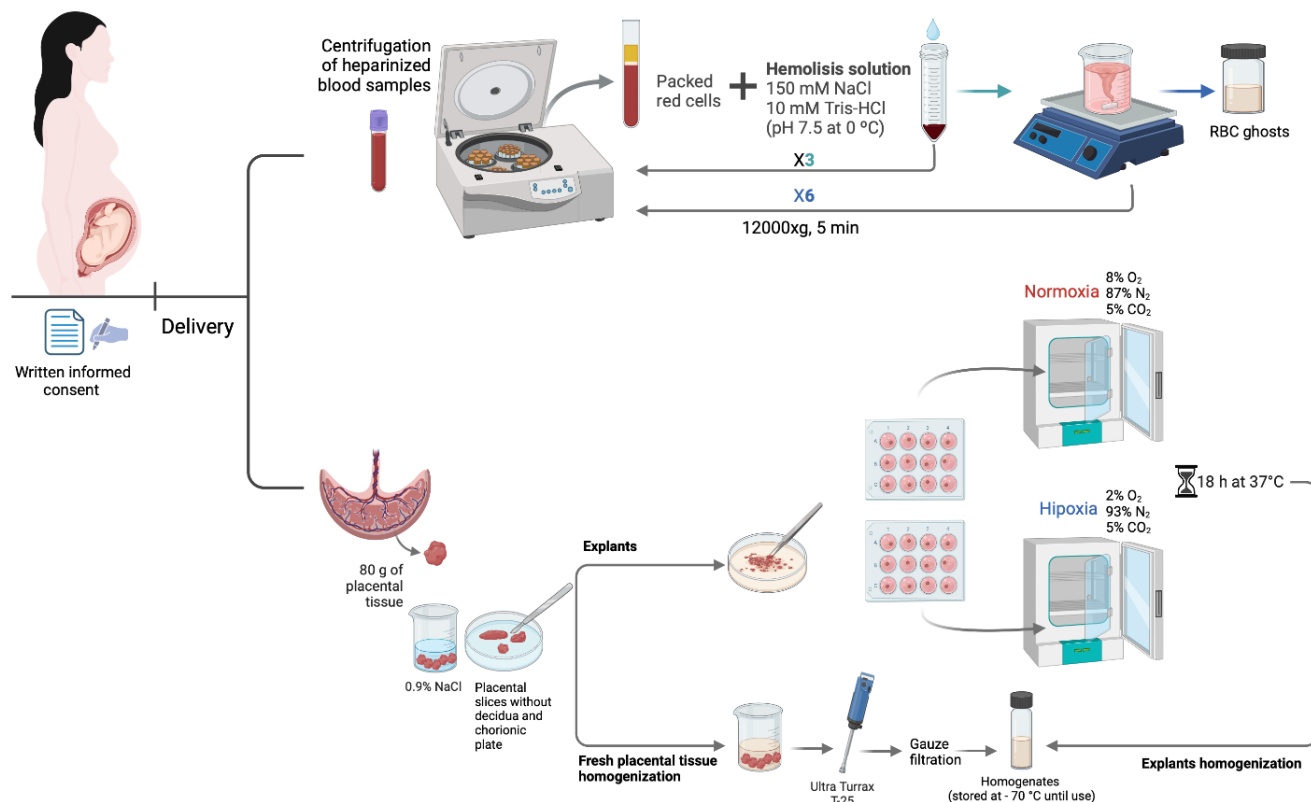 Centrifugation
of heparinized
blood samples
Packed
red cells
Hemolisis solution
150 mM NaCl
10 mM Tris-HCl
(pH 7.5 at 0 ºC)
RBC ghosts
X3
X6
12000xg, 5 min
Delivery
Written informed
consent
Normoxia
8% O₂
87% N₂
5% CO₂
18 h at 37°C
Hipoxia
2% O₂
93% N₂
5% CO₂
80 g of
placental
tissue
Explants
0.9% NaCl
Placental
slices without
decidua and
chorionic
plate
Fresh placental tissue
homogenization
Ultra Turrax
T-25
Gauze
filtration
Homogenates
(stored at - 70 °C until use)
Explants homogenization